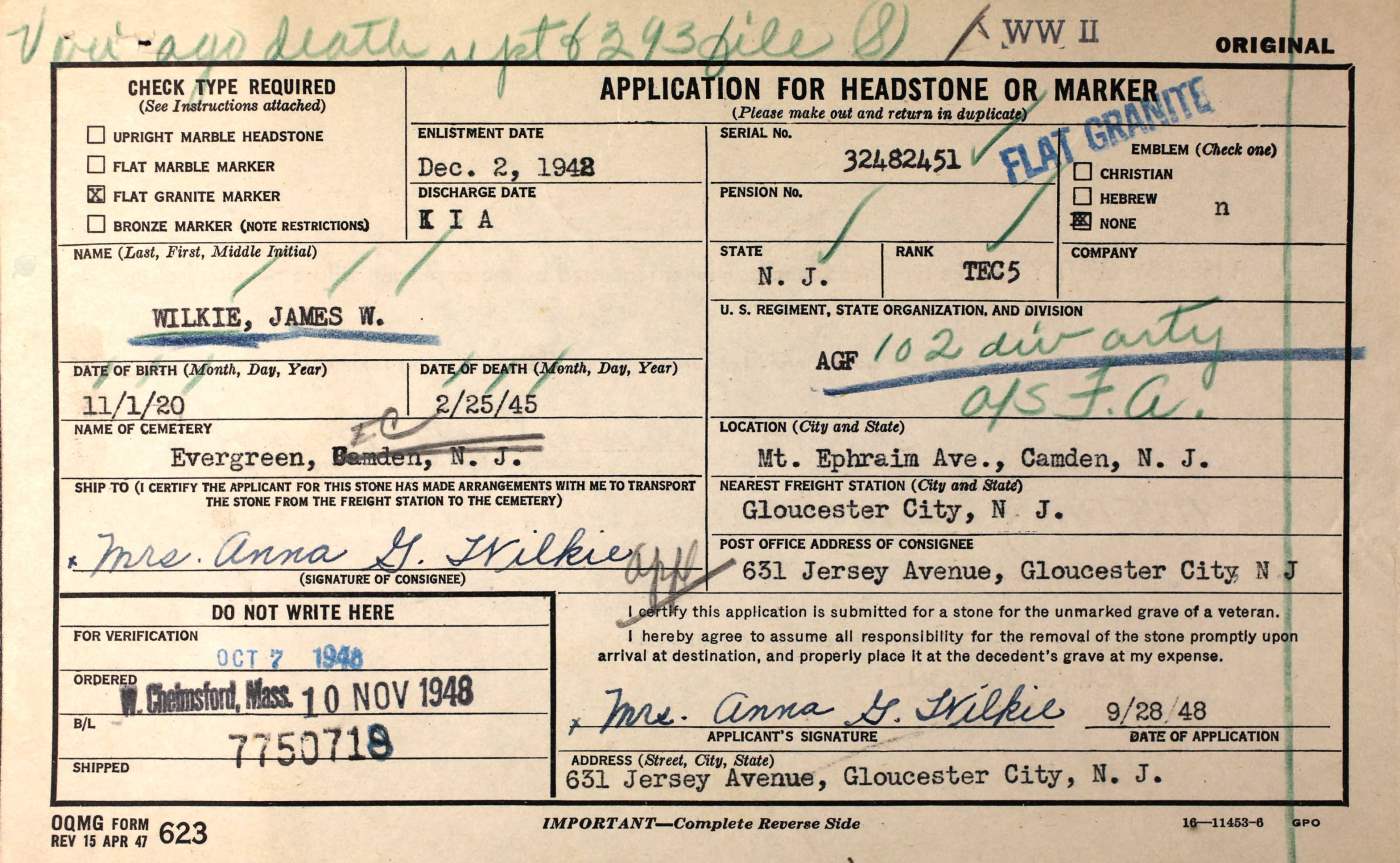 death rept 6293 file (8) WW II
ORIGINAL
CHECK TYPE REQUIRED
(See Instructions attached)
UPRIGHT MARBLE HEADSTONE
FLAT MARBLE MARKER
FLAT GRANITE MARKER
BRONZE MARKER (NOTE RESTRICTIONS)
APPLICATION FOR HEADSTONE OR MARKER
(Please make out and return in duplicate)
FLAT GRANITE
ENLISTMENT DATE
Dec. 2, 1942
DISCHARGE DATE
K I A
SERIAL No.
32482451
PENSION No.
EMBLEM (Check one)
CHRISTIAN
HEBREW
NONE
n
NAME (Last, First, Middle Initial)
WILKIE, JAMES W.
STATE
N. J.
RANK
TEC5
COMPANY
U. S. REGIMENT, STATE ORGANIZATION, AND DIVISION
AGF 102 div arty
o/s F.A.
DATE OF BIRTH (Month, Day, Year)
11/1/20
DATE OF DEATH (Month, Day, Year)
2/25/45
NAME OF CEMETERY
Evergreen, Camden, N. J.
LOCATION (City and State)
Mt. Ephraim Ave., Camden, N. J.
SHIP TO (I CERTIFY THE APPLICANT FOR THIS STONE HAS MADE ARRANGEMENTS WITH ME TO TRANSPORT
THE STONE FROM THE FREIGHT STATION TO THE CEMETERY)
x Mrs. Anna G. Wilkie
(SIGNATURE OF CONSIGNEE)
appl
NEAREST FREIGHT STATION (City and State)
Gloucester City, N J.
POST OFFICE ADDRESS OF CONSIGNEE
631 Jersey Avenue, Gloucester City, N J
DO NOT WRITE HERE
FOR VERIFICATION
OCT 7 1948
ORDERED
W. Chelmsford, Mass. 10 NOV 1948
B/L
7750718
SHIPPED
I certify this application is submitted for a stone for the unmarked grave of a veteran.
I hereby agree to assume all responsibility for the removal of the stone promptly upon
arrival at destination, and properly place it at the decedent's grave at my expense.
x Mrs. Anna G. Wilkie 9/28/48
APPLICANT'S SIGNATURE
DATE OF APPLICATION
ADDRESS (Street, City, State)
631 Jersey Avenue, Gloucester City, N. J.
OQMG FORM
REV 15 APR 47 623
IMPORTANT—Complete Reverse Side
16—11453-6 GPO